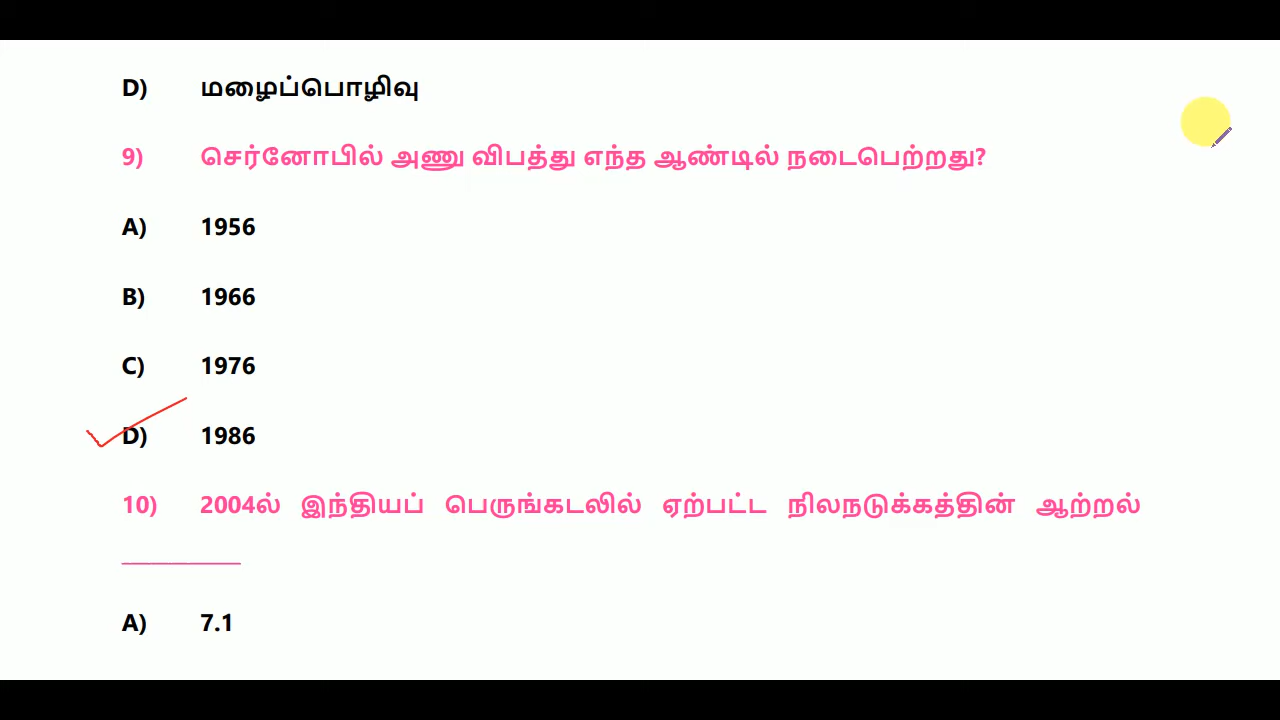 D) மழைப்பொழிவு
9) செர்னோபில் அணு விபத்து எந்த ஆண்டில் நடைபெற்றது?
A) 1956
B) 1966
C) 1976
D) 1986
10) 2004ல் இந்தியப் பெருங்கடலில் ஏற்பட்ட நிலநடுக்கத்தின் ஆற்றல்
__________
A) 7.1